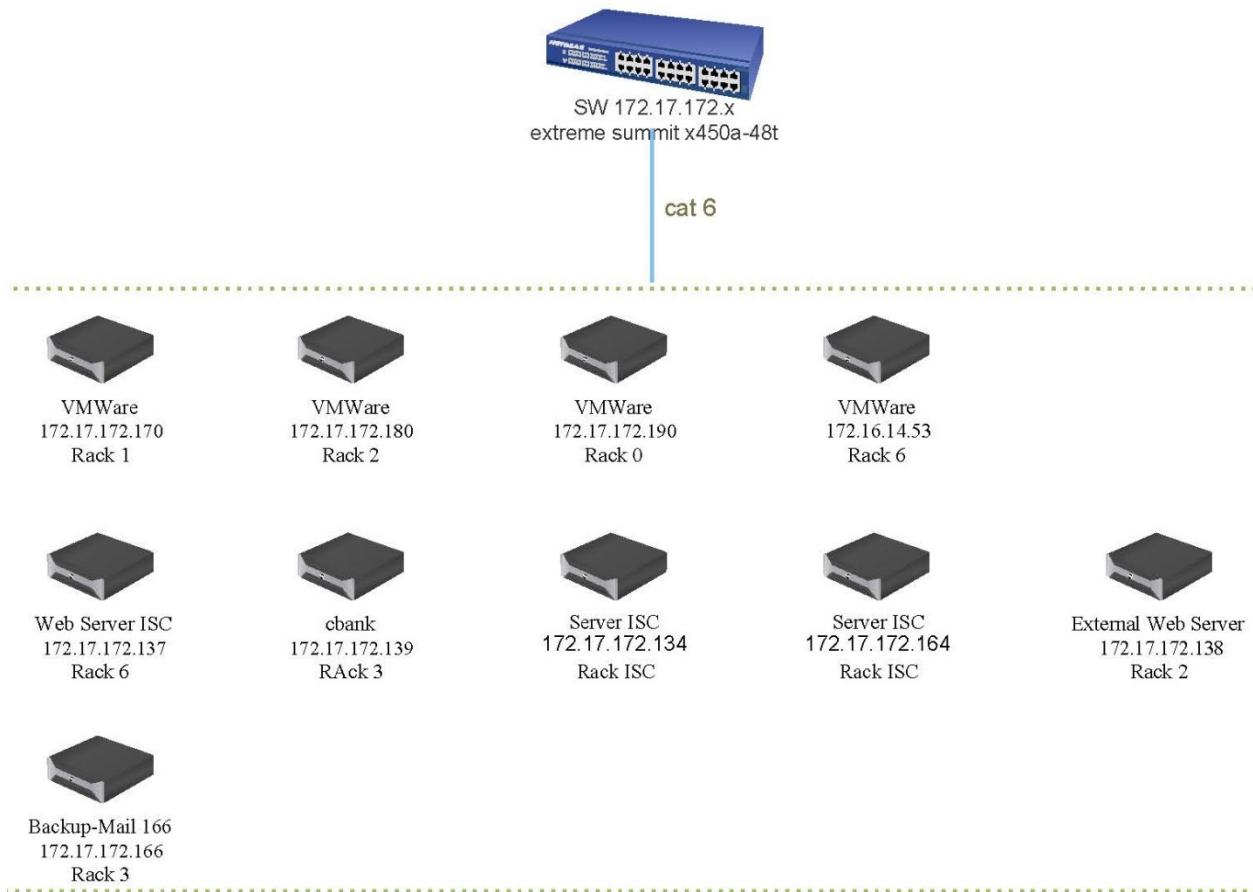 NETGEAR
SW 172.17.172.x
extreme summit x450a-48t
cat 6
VMWare
172.17.172.170
Rack 1
VMWare
172.17.172.180
Rack 2
VMWare
172.17.172.190
Rack 0
VMWare
172.16.14.53
Rack 6
Web Server ISC
172.17.172.137
Rack 6
cbank
172.17.172.139
RAck 3
Server ISC
172.17.172.134
Rack ISC
Server ISC
172.17.172.164
Rack ISC
External Web Server
172.17.172.138
Rack 2
Backup-Mail 166
172.17.172.166
Rack 3